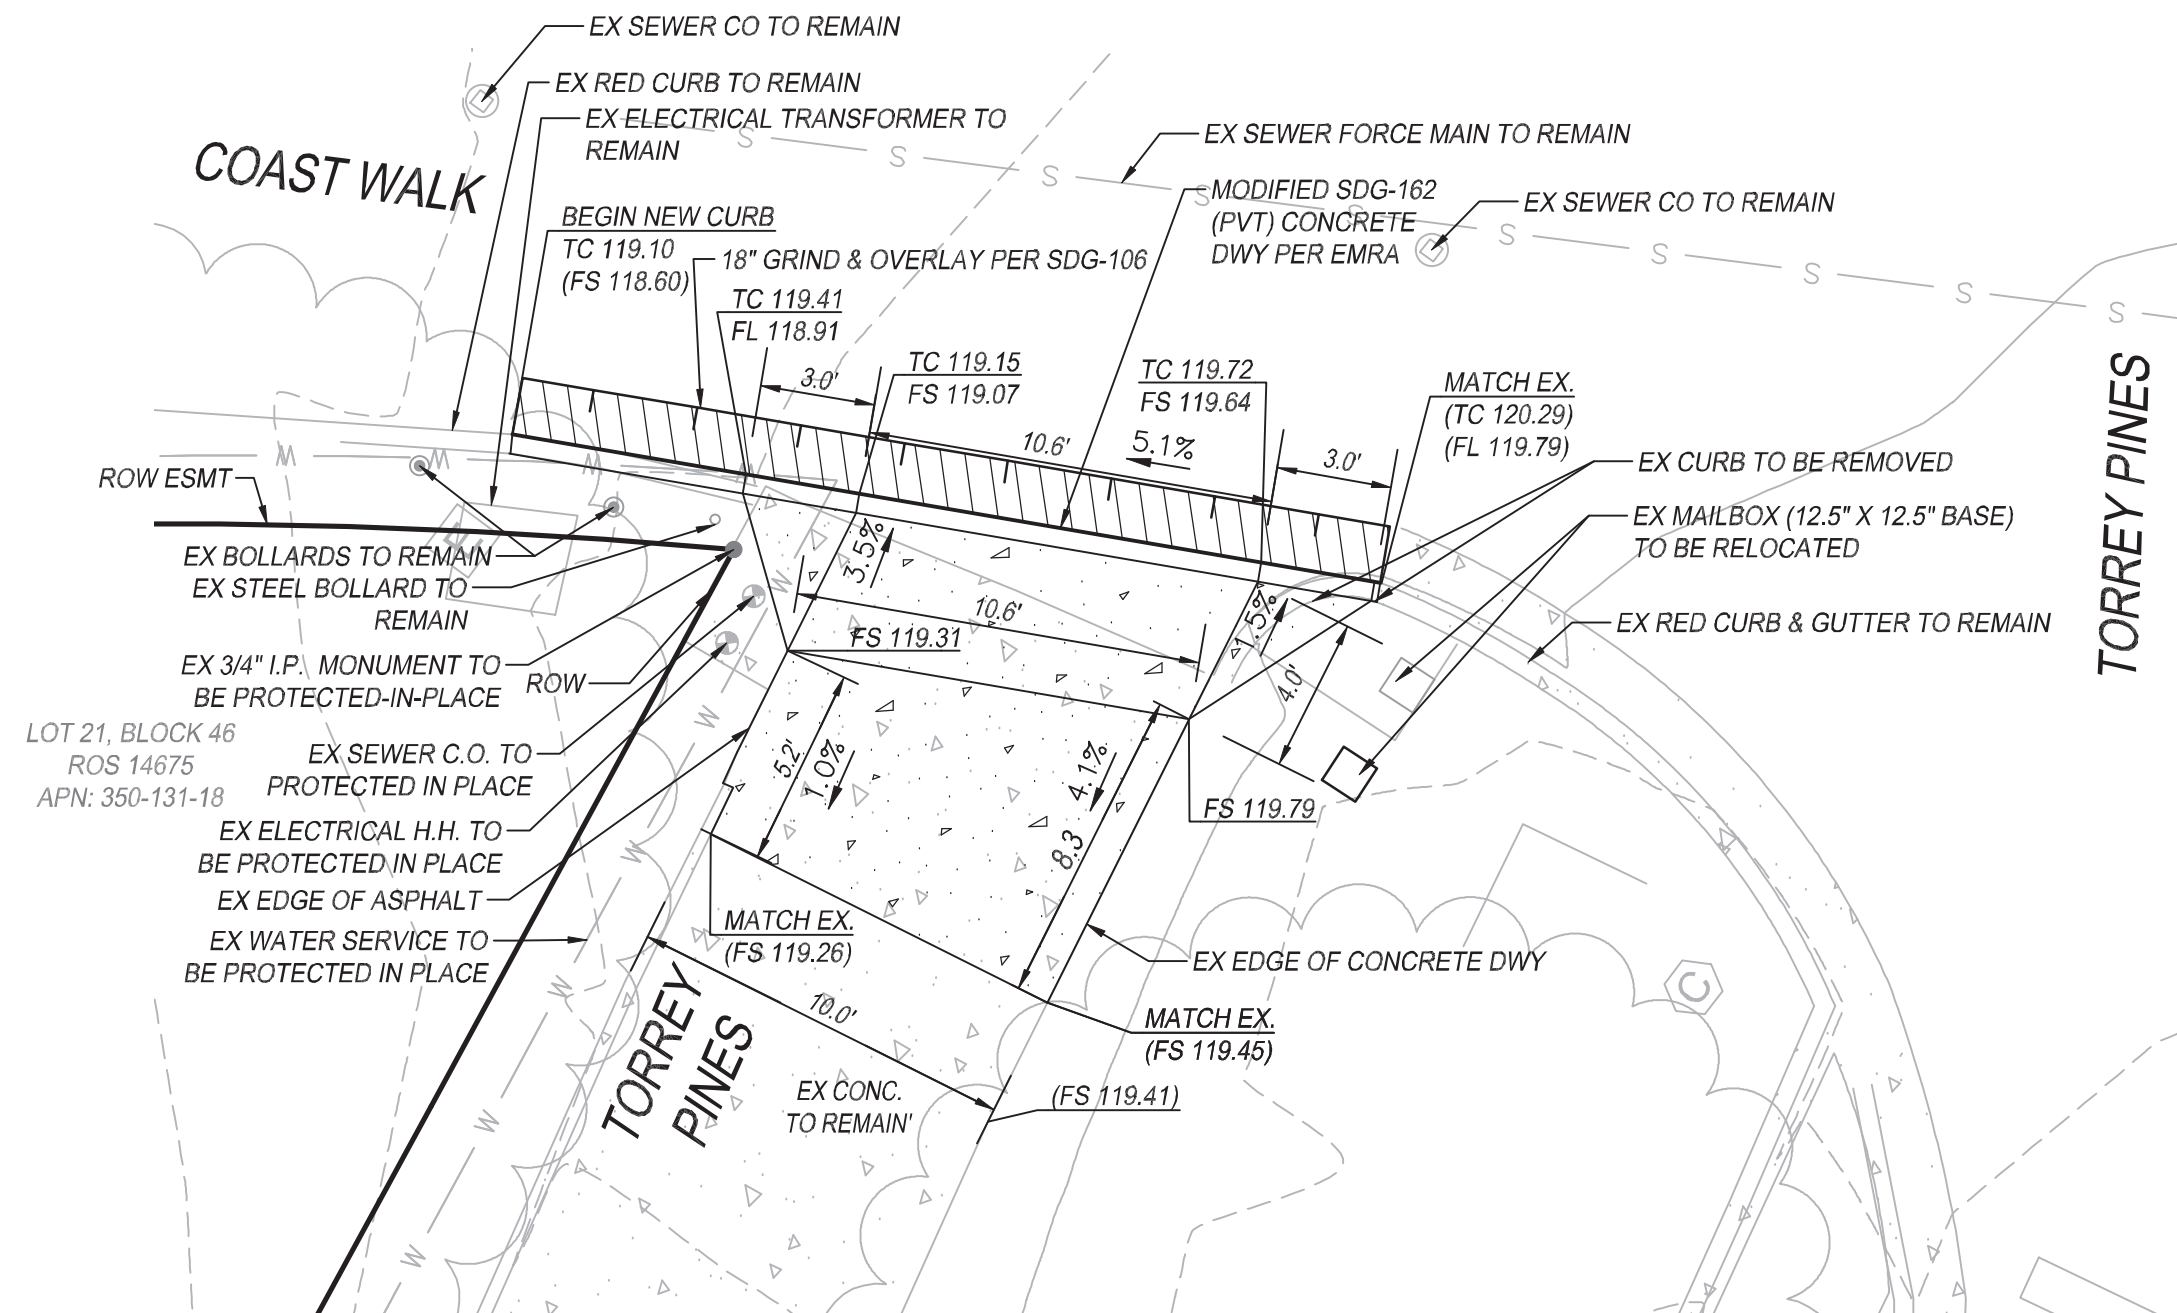 EX SEWER CO TO REMAIN
EX RED CURB TO REMAIN
EX ELECTRICAL TRANSFORMER TO
REMAIN
COAST WALK
EX SEWER FORCE MAIN TO REMAIN
MODIFIED SDG-162
(PVT) CONCRETE
DWY PER EMRA
EX SEWER CO TO REMAIN
BEGIN NEW CURB
TC 119.10
(FS 118.60)
18" GRIND & OVERLAY PER SDG-106
TC 119.41
FL 118.91
3.0'
TC 119.15
FS 119.07
TC 119.72
FS 119.64
10.6'
5.1%
3.0'
MATCH EX.
(TC 120.29)
(FL 119.79)
TORREY PINES
EX CURB TO BE REMOVED
EX MAILBOX (12.5" X 12.5" BASE)
TO BE RELOCATED
EX RED CURB & GUTTER TO REMAIN
ROW ESMT
EX BOLLARDS TO REMAIN
EX STEEL BOLLARD TO
REMAIN
EX 3/4" I.P. MONUMENT TO
BE PROTECTED-IN-PLACE
ROW
3.5%
10.6'
FS 119.31
1.5%
4.0'
LOT 21, BLOCK 46
ROS 14675
APN: 350-131-18
EX SEWER C.O. TO
PROTECTED IN PLACE
EX ELECTRICAL H.H. TO
BE PROTECTED IN PLACE
EX EDGE OF ASPHALT
EX WATER SERVICE TO
BE PROTECTED IN PLACE
5.2'
1.0%
4.1%
8.3
FS 119.79
MATCH EX.
(FS 119.26)
EX EDGE OF CONCRETE DWY
MATCH EX.
(FS 119.45)
10.0'
TORREY
PINES
EX CONC.
TO REMAIN'
(FS 119.41)
S
S
S
S
S
S
S
S
S
S
W
W
W
W
W
W
W
W
W
W
E
C